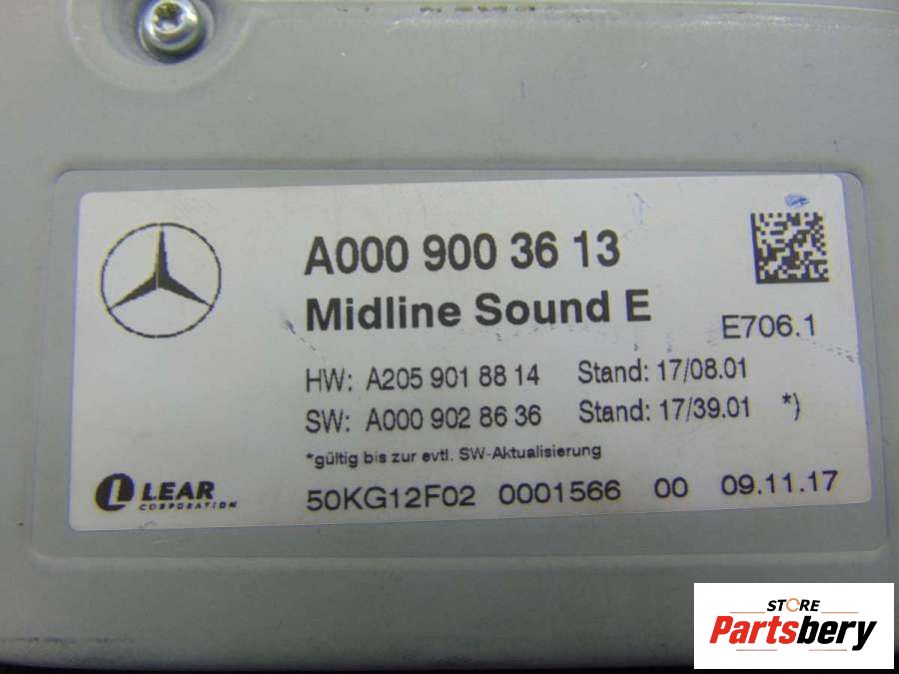 A000 900 36 13
Midline Sound E
E706.1
HW: A205 901 88 14 Stand: 17/08.01
SW: A000 902 86 36 Stand: 17/39.01 *)
*gültig bis zur evtl. SW-Aktualisierung
LEAR
CORPORATION
50KG12F02 0001566 00 09.11.17
STORE
Partsbery